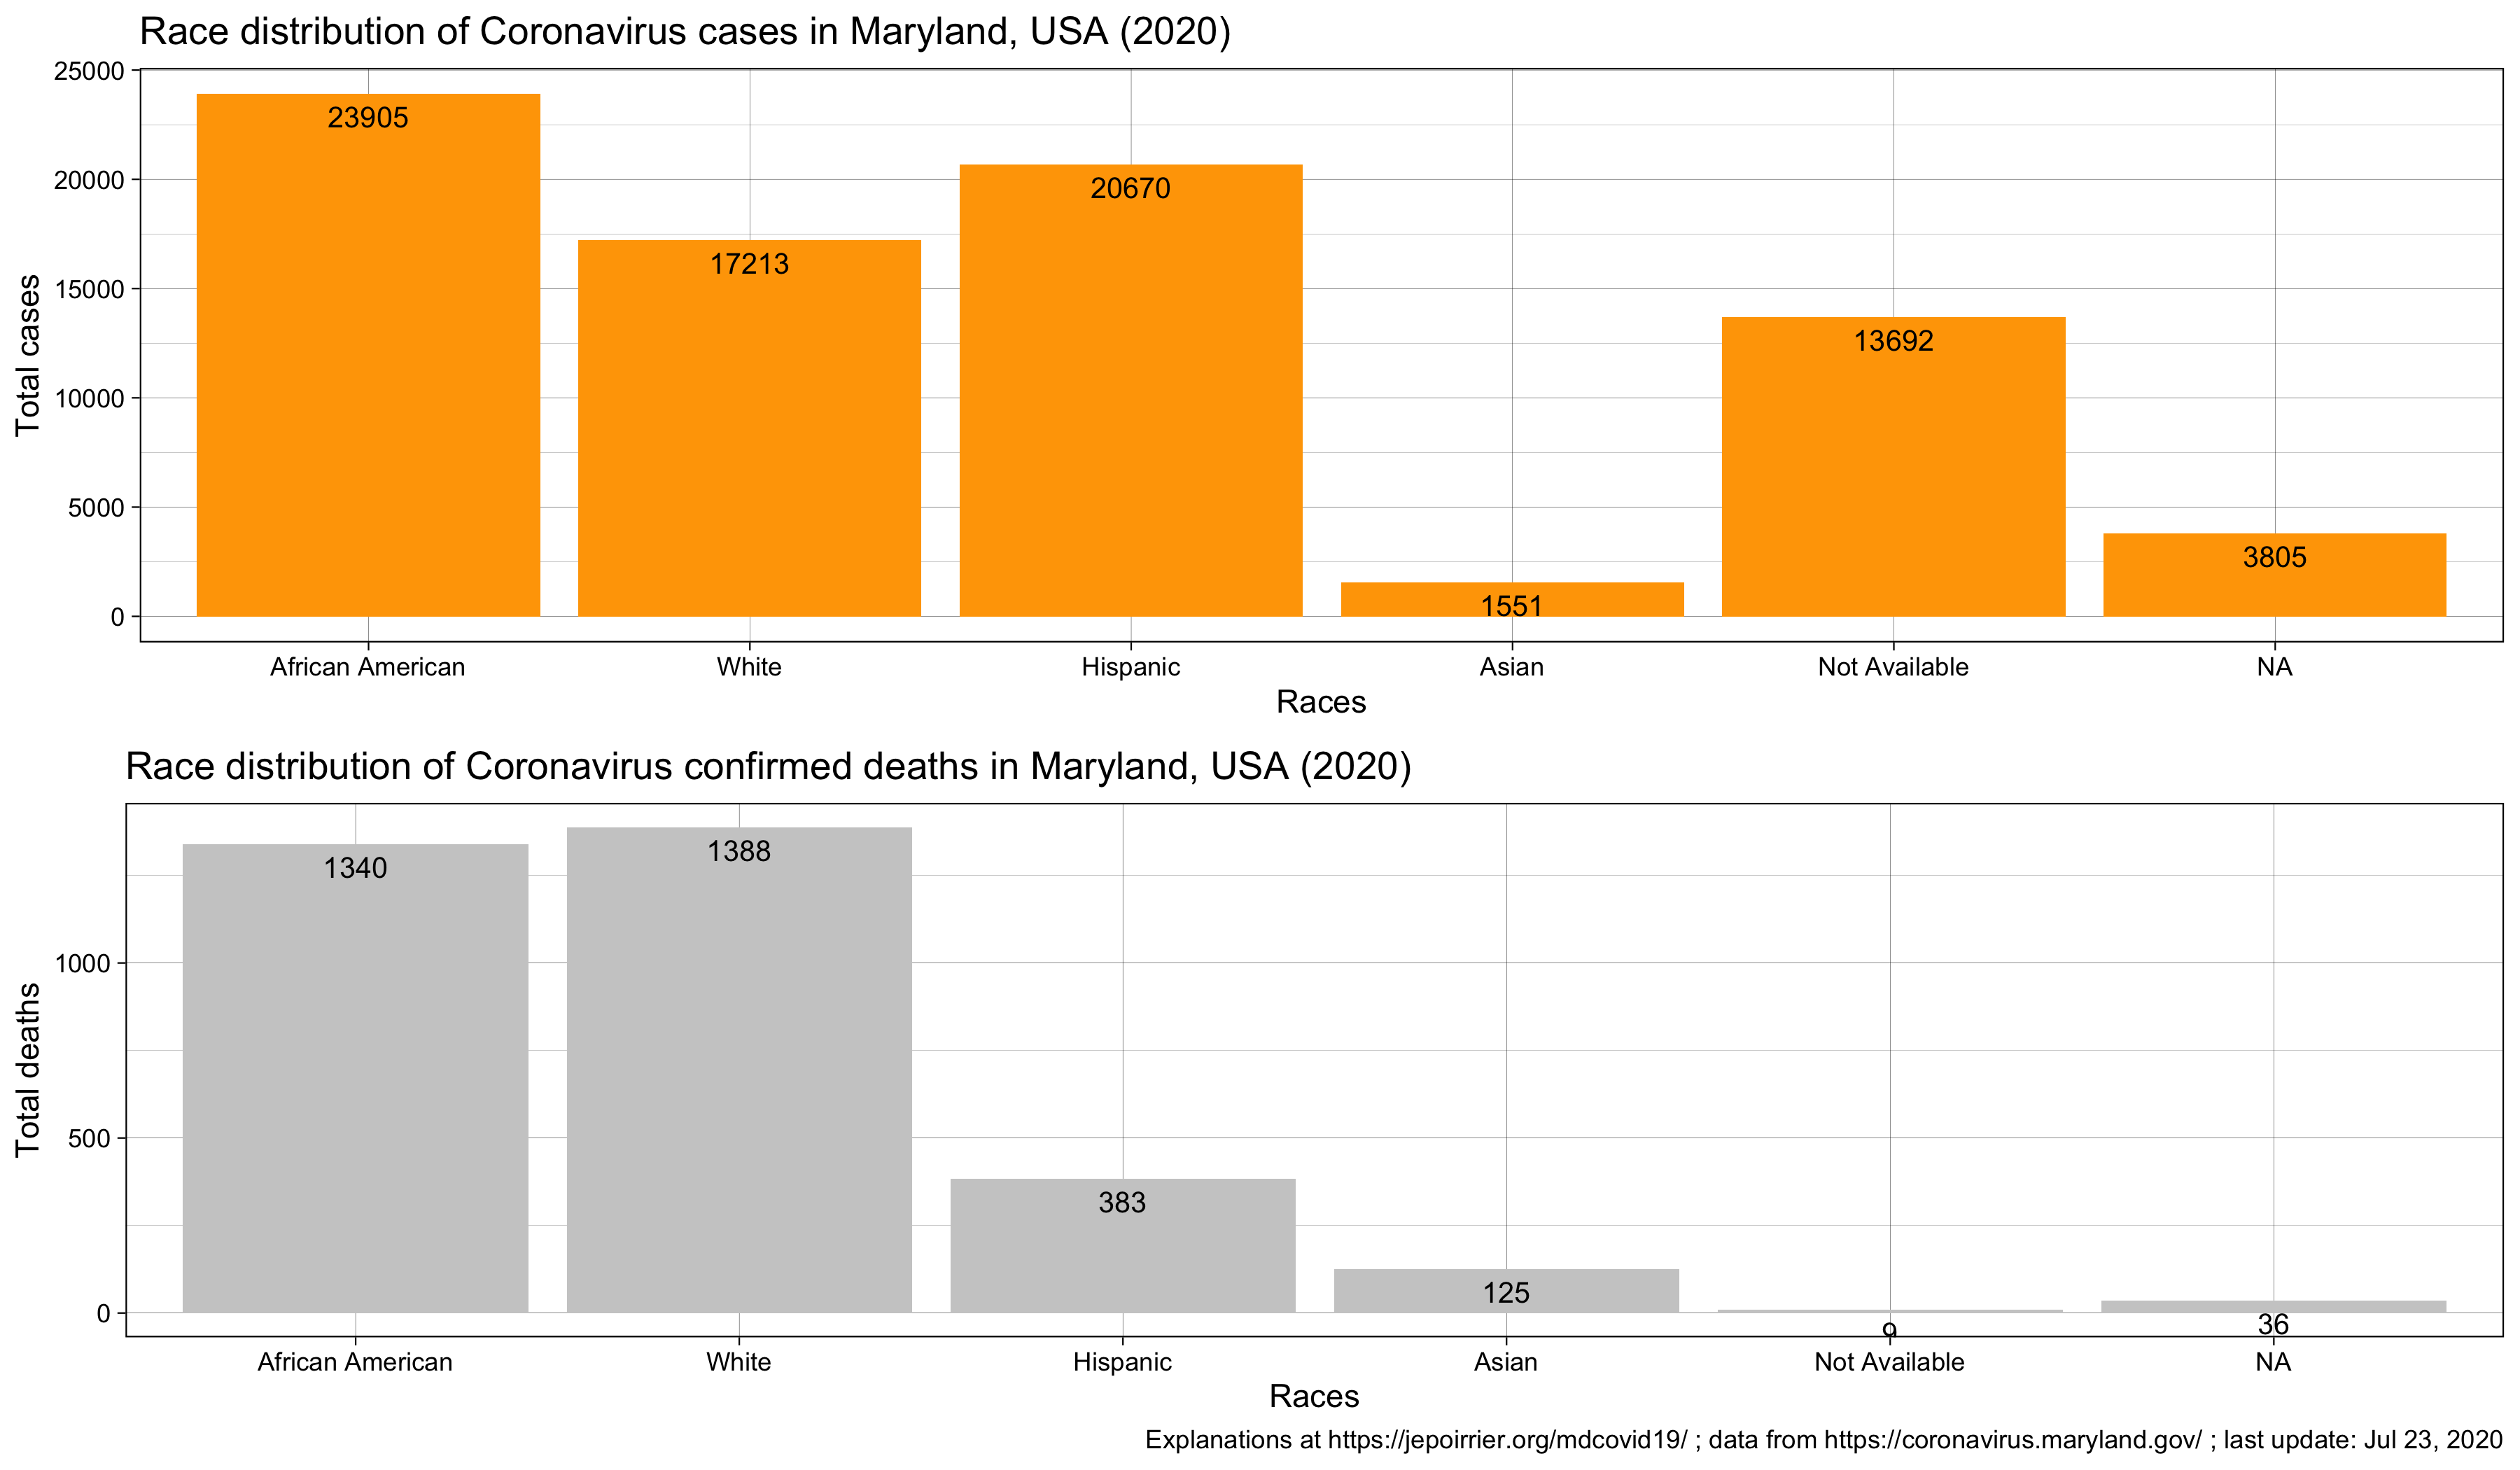 Race distribution of Coronavirus cases in Maryland, USA (2020)
25000
20000
15000
10000
5000
0
Total cases
23905
17213
20670
1551
13692
3805
African American
White
Hispanic
Asian
Not Available
NA
Races
Race distribution of Coronavirus confirmed deaths in Maryland, USA (2020)
1000
500
0
Total deaths
1340
1388
383
125
9
36
African American
White
Hispanic
Asian
Not Available
NA
Races
Explanations at https://jepoirrier.org/mdcovid19/ ; data from https://coronavirus.maryland.gov/ ; last update: Jul 23, 2020